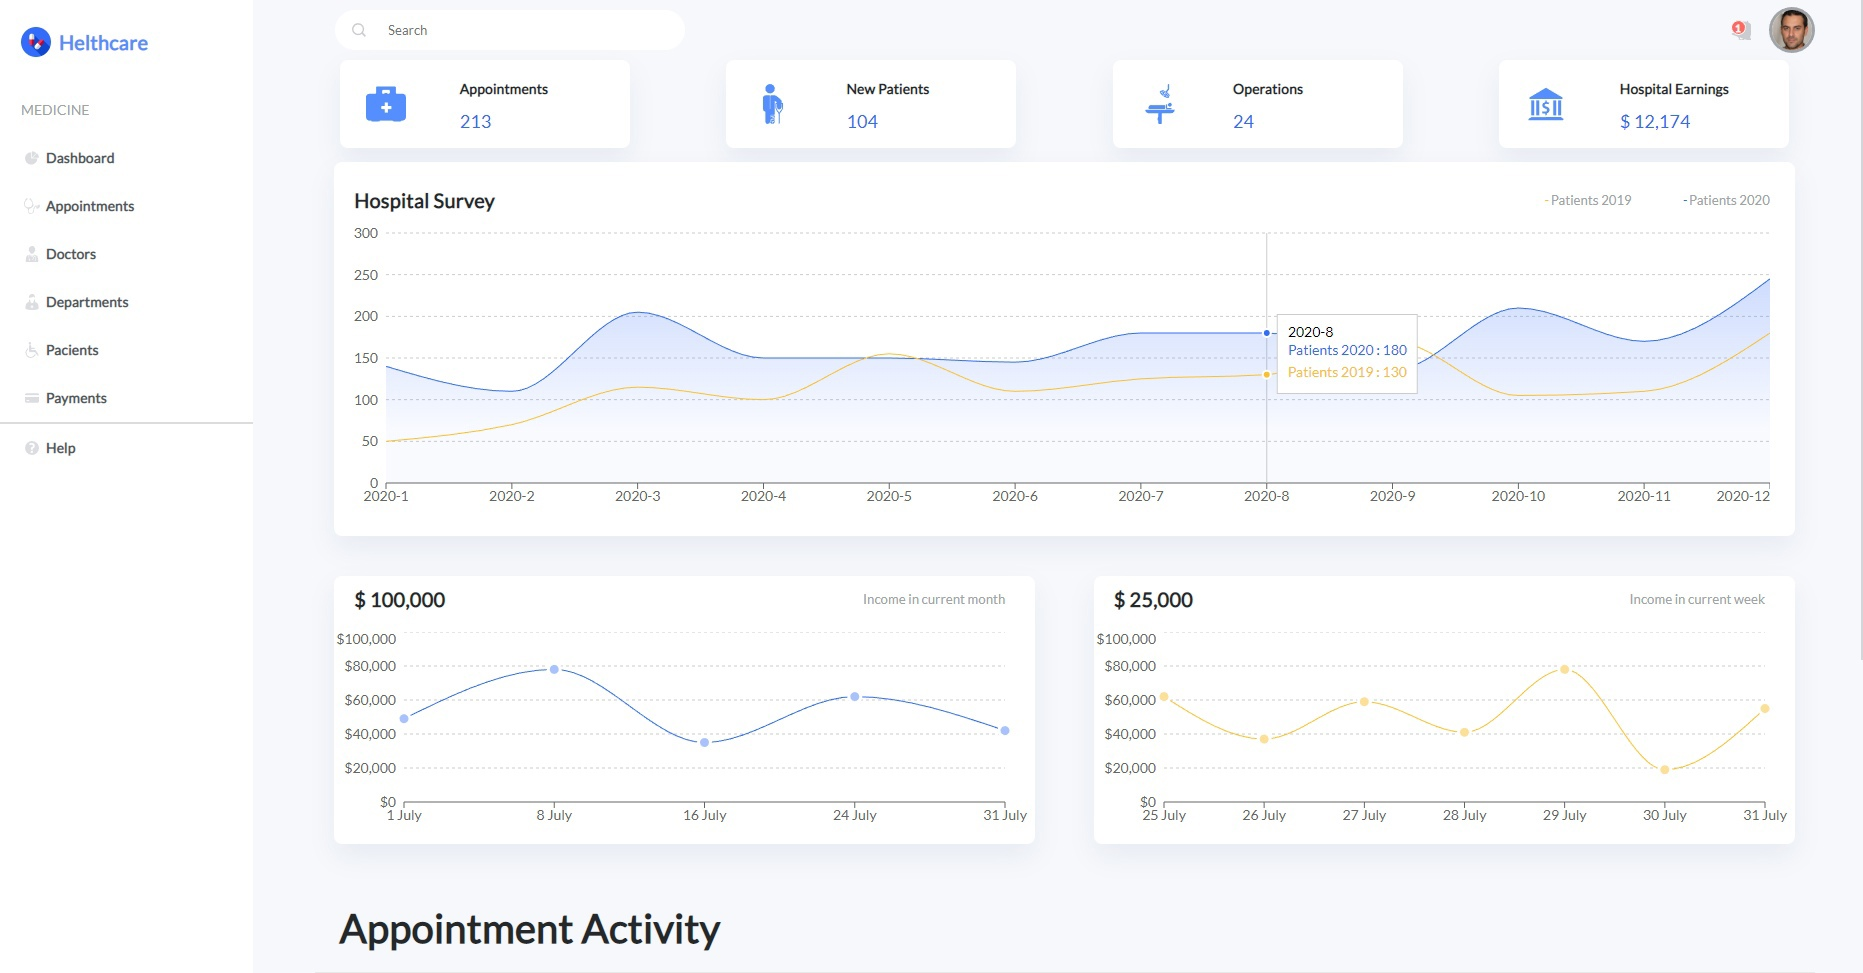 Helthcare
MEDICINE
Dashboard
Appointments
Doctors
Departments
Pacients
Payments
Help
Search
1
Appointments
213
New Patients
104
Operations
24
Hospital Earnings
$ 12,174
Hospital Survey
-Patients 2019
-Patients 2020
300
250
200
150
100
50
0
2020-8
Patients 2020 : 180
Patients 2019 : 130
2020-1
2020-2
2020-3
2020-4
2020-5
2020-6
2020-7
2020-8
2020-9
2020-10
2020-11
2020-12
$ 100,000
Income in current month
$100,000
$80,000
$60,000
$40,000
$20,000
$0
1 July
8 July
16 July
24 July
31 July
$ 25,000
Income in current week
$100,000
$80,000
$60,000
$40,000
$20,000
$0
25 July
26 July
27 July
28 July
29 July
30 July
31 July
Appointment Activity